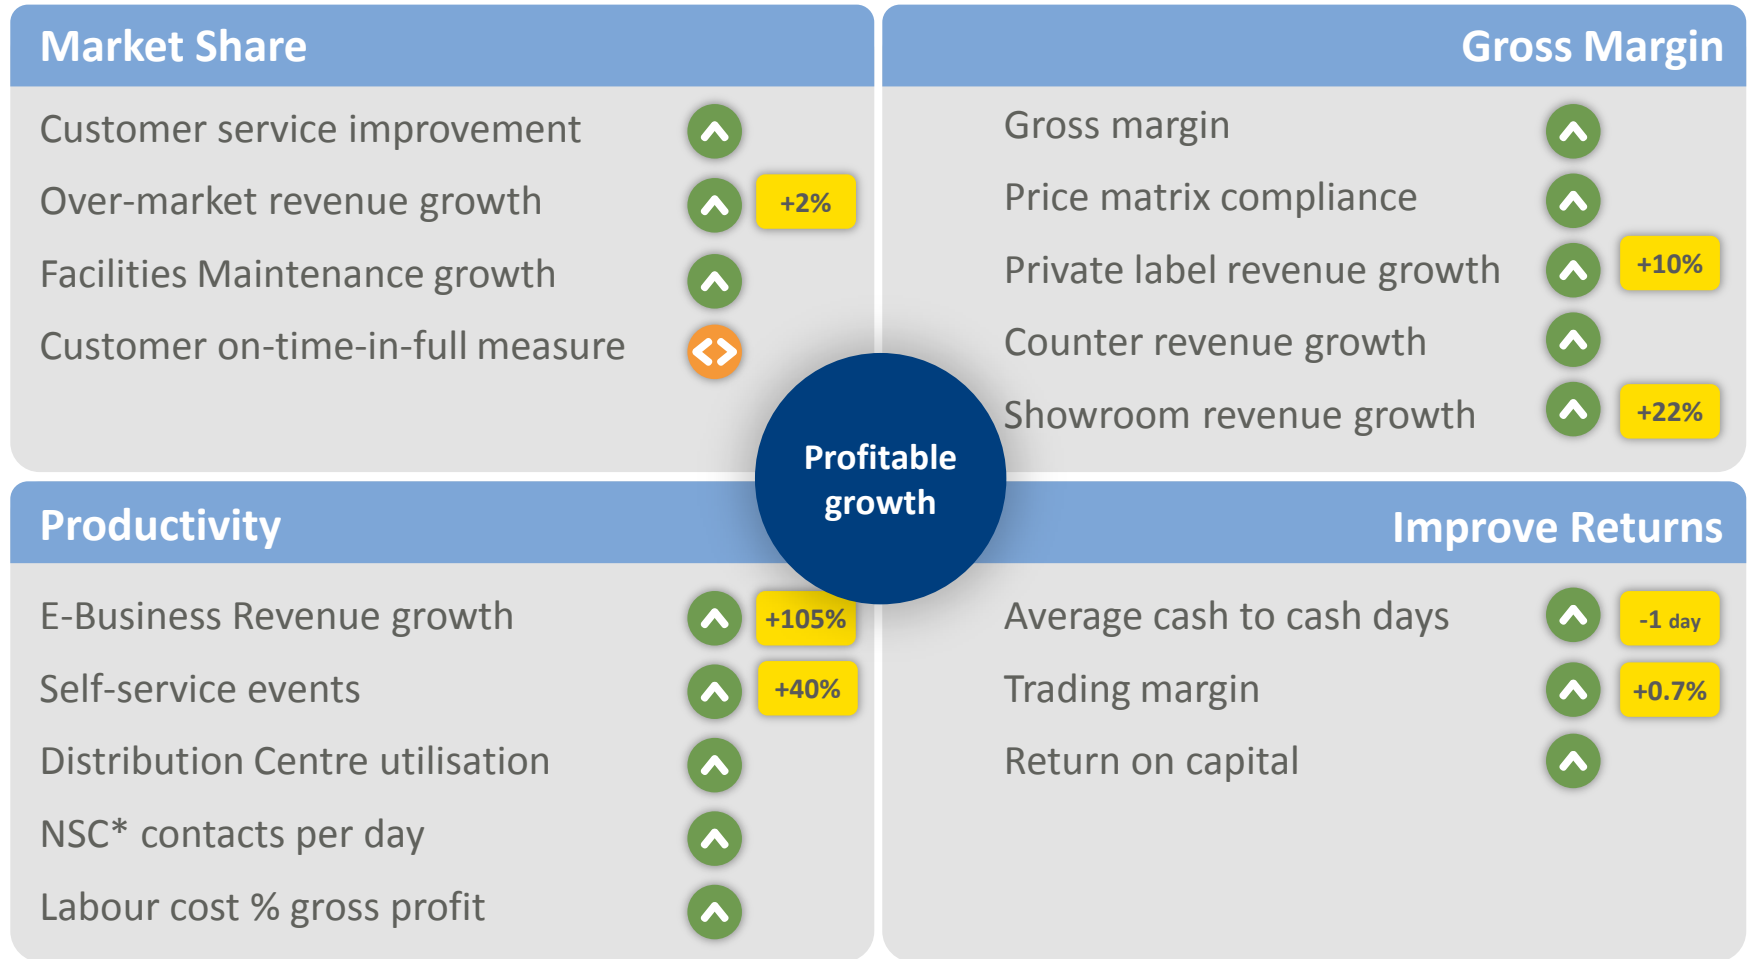 Market Share
Customer service improvement
Over-market revenue growth +2%
Facilities Maintenance growth
Customer on-time-in-full measure
Gross Margin
Gross margin
Price matrix compliance
Private label revenue growth +10%
Counter revenue growth
Showroom revenue growth +22%
Profitable
growth
Productivity
E-Business Revenue growth +105%
Self-service events +40%
Distribution Centre utilisation
NSC* contacts per day
Labour cost % gross profit
Improve Returns
Average cash to cash days -1 day
Trading margin +0.7%
Return on capital